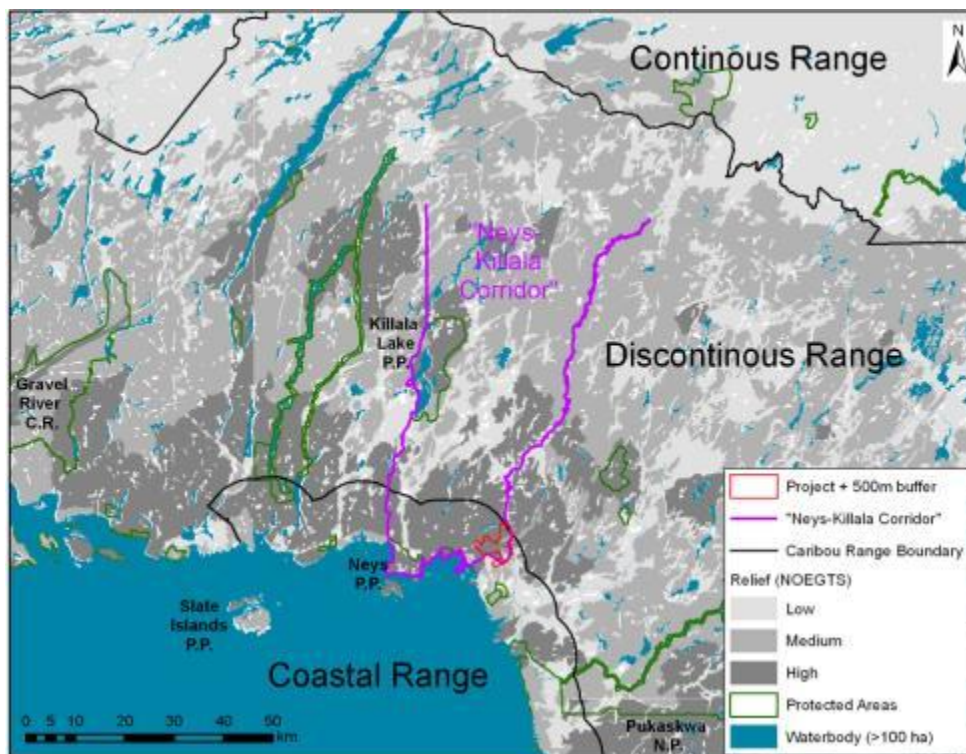 Continous Range
N
"Neys-
Killala
Corridor"
Killala
Lake
P.P.
Discontinous Range
Gravel
River
C.R.
Neys
P.P.
Slate
Islands
P.P.
Coastal Range
Pukaskwa
N.P.
0 5 10 20 30 40 50
km
Project + 500m buffer
"Neys-Killala Corridor"
Caribou Range Boundary
Relief (NOEGTS)
Low
Medium
High
Protected Areas
Waterbody (>100 ha)